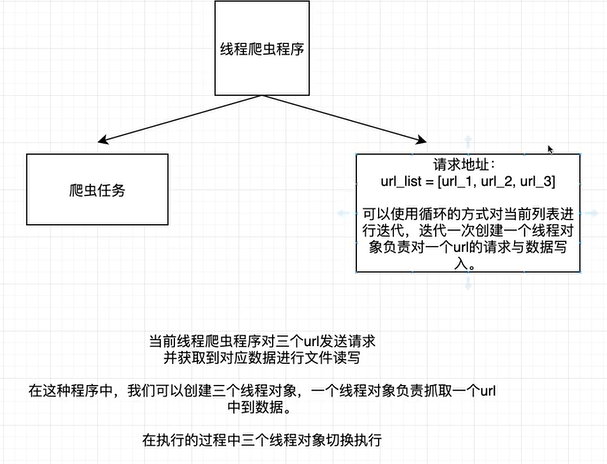 线程爬虫程序
爬虫任务
请求地址：
url_list = [url_1, url_2, url_3]
可以使用循环的方式对当前列表进
行迭代，迭代一次创建一个线程对
象负责对一个url的请求与数据写
入。
当前线程爬虫程序对三个url发送请求
并获取到对应数据进行文件读写
在这种程序中，我们可以创建三个线程对象，一个线程对象负责抓取一个url
中到数据。
在执行的过程中三个线程对象切换执行